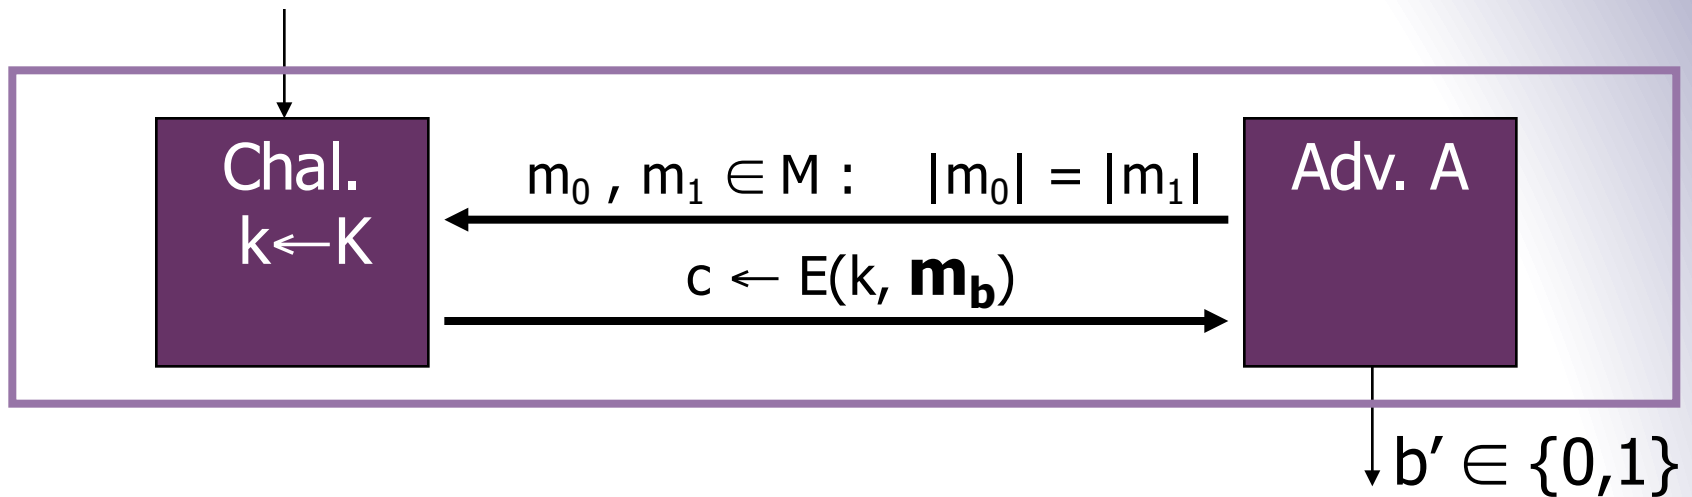 Chal.
k←K
m₀ , m₁ ∈ M : |m₀| = |m₁|
c ← E(k, m_b)
Adv. A
b′ ∈ {0,1}